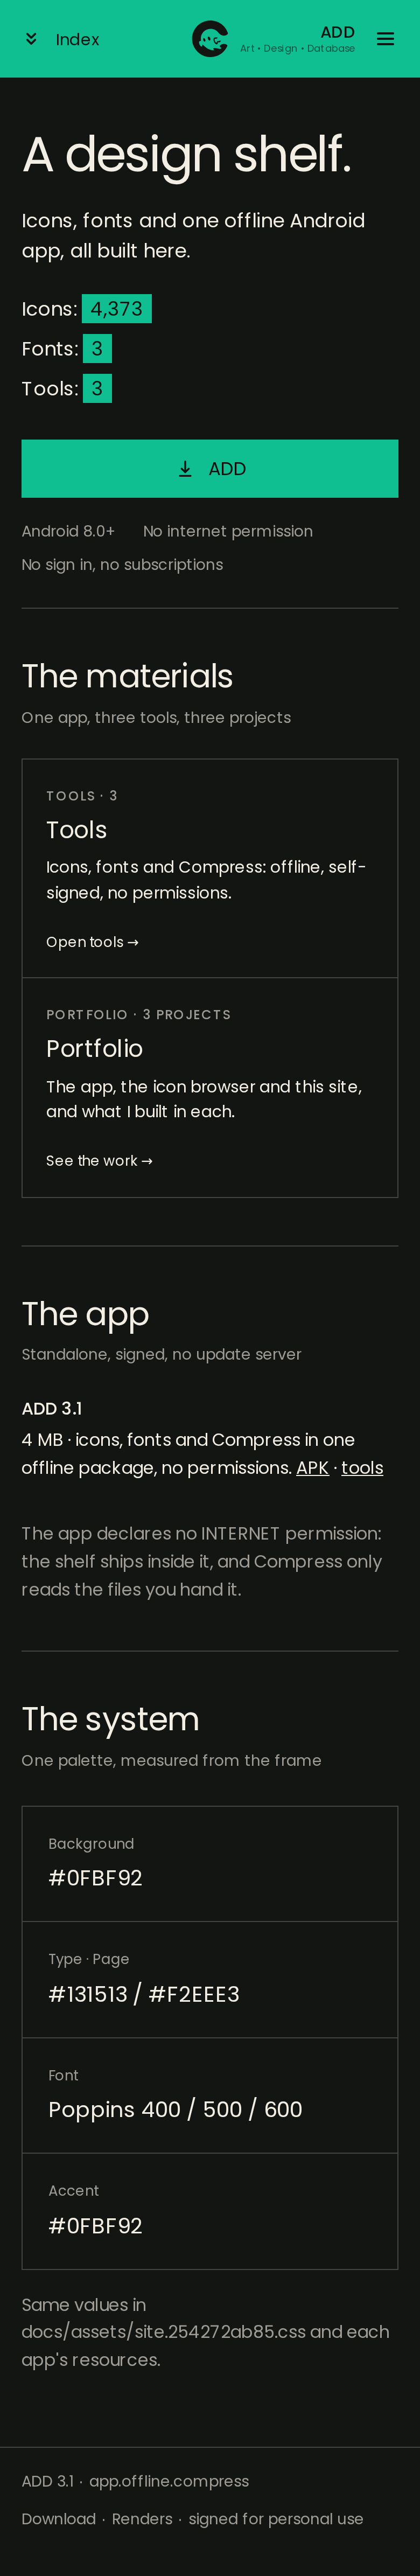 Index
ADD
Art • Design • Database
A design shelf.
Icons, fonts and one offline Android
app, all built here.
Icons: 4,373
Fonts: 3
Tools: 3
ADD
Android 8.0+ No internet permission
No sign in, no subscriptions
The materials
One app, three tools, three projects
TOOLS · 3
Tools
Icons, fonts and Compress: offline, self-
signed, no permissions.
Open tools →
PORTFOLIO · 3 PROJECTS
Portfolio
The app, the icon browser and this site,
and what I built in each.
See the work →
The app
Standalone, signed, no update server
ADD 3.1
4 MB · icons, fonts and Compress in one
offline package, no permissions. APK · tools
The app declares no INTERNET permission:
the shelf ships inside it, and Compress only
reads the files you hand it.
The system
One palette, measured from the frame
Background
#0FBF92
Type · Page
#131513 / #F2EEE3
Font
Poppins 400 / 500 / 600
Accent
#0FBF92
Same values in
docs/assets/site.254272ab85.css and each
app's resources.
ADD 3.1 · app.offline.compress
Download · Renders · signed for personal use